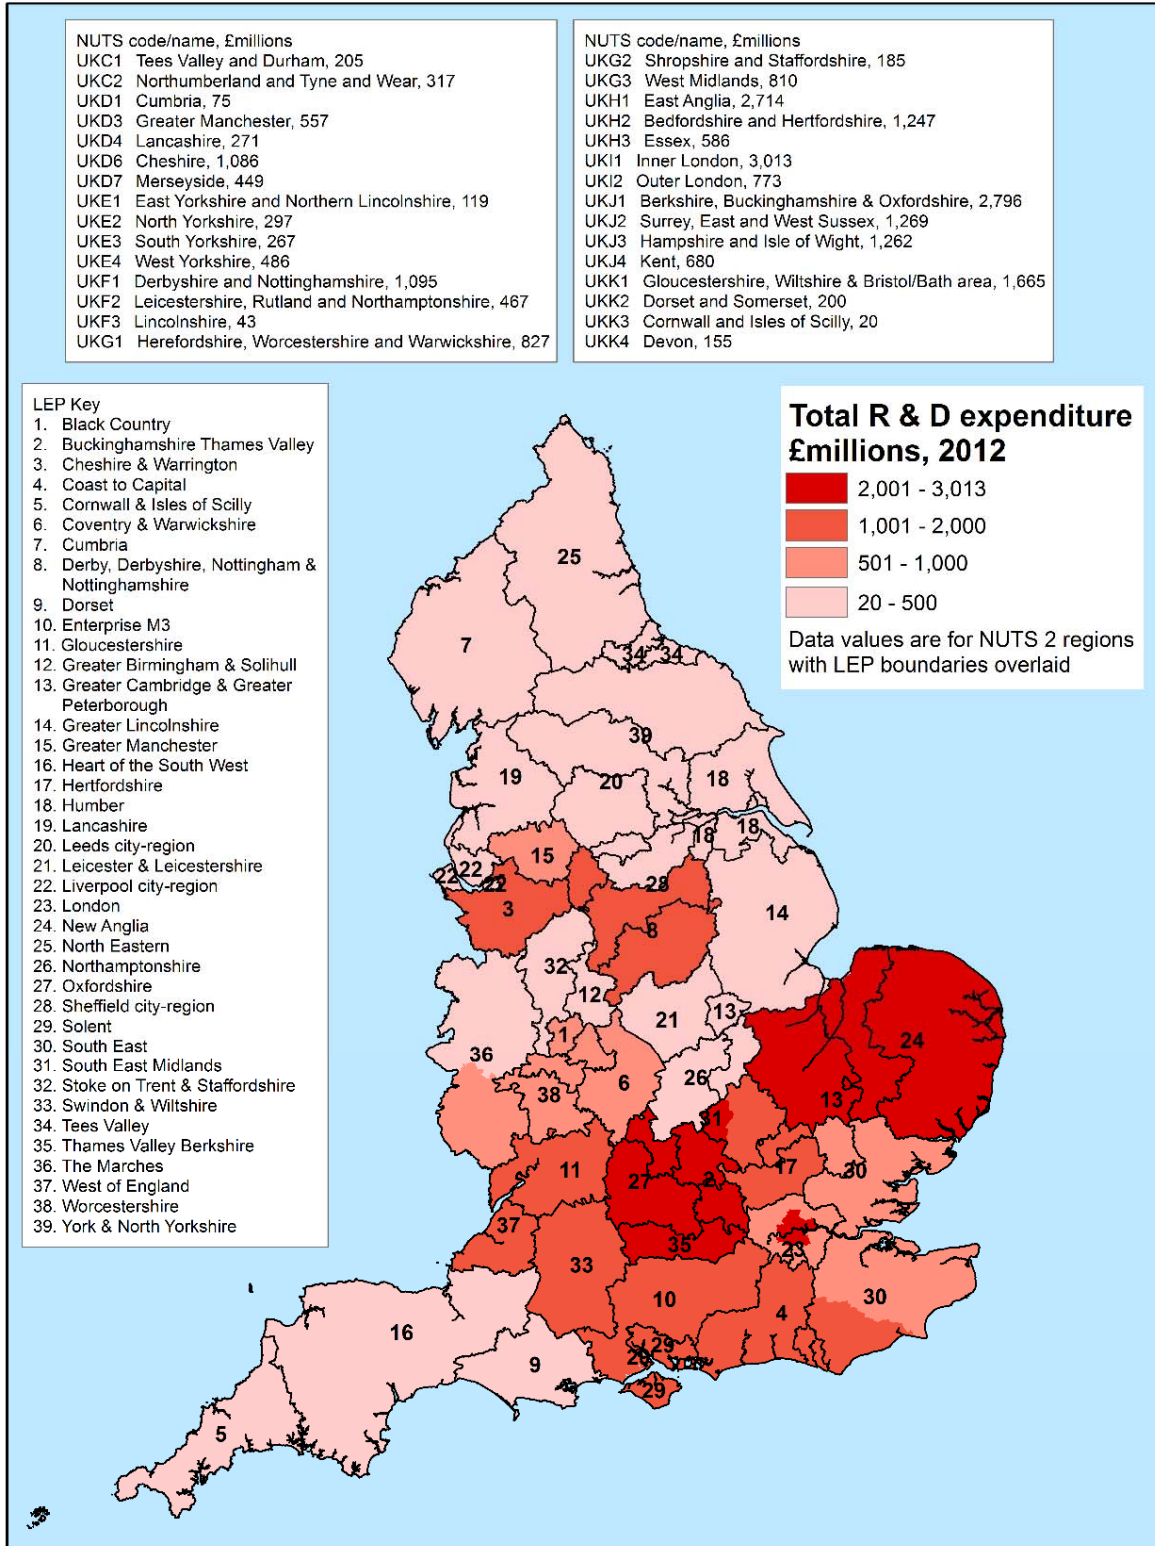 NUTS code/name, £millions
UKC1 Tees Valley and Durham, 205
UKC2 Northumberland and Tyne and Wear, 317
UKD1 Cumbria, 75
UKD3 Greater Manchester, 557
UKD4 Lancashire, 271
UKD6 Cheshire, 1,086
UKD7 Merseyside, 449
UKE1 East Yorkshire and Northern Lincolnshire, 119
UKE2 North Yorkshire, 297
UKE3 South Yorkshire, 267
UKE4 West Yorkshire, 486
UKF1 Derbyshire and Nottinghamshire, 1,095
UKF2 Leicestershire, Rutland and Northamptonshire, 467
UKF3 Lincolnshire, 43
UKG1 Herefordshire, Worcestershire and Warwickshire, 827
NUTS code/name, £millions
UKG2 Shropshire and Staffordshire, 185
UKG3 West Midlands, 810
UKH1 East Anglia, 2,714
UKH2 Bedfordshire and Hertfordshire, 1,247
UKH3 Essex, 586
UKI1 Inner London, 3,013
UKI2 Outer London, 773
UKJ1 Berkshire, Buckinghamshire & Oxfordshire, 2,796
UKJ2 Surrey, East and West Sussex, 1,269
UKJ3 Hampshire and Isle of Wight, 1,262
UKJ4 Kent, 680
UKK1 Gloucestershire, Wiltshire & Bristol/Bath area, 1,665
UKK2 Dorset and Somerset, 200
UKK3 Cornwall and Isles of Scilly, 20
UKK4 Devon, 155
LEP Key
1. Black Country
2. Buckinghamshire Thames Valley
3. Cheshire & Warrington
4. Coast to Capital
5. Cornwall & Isles of Scilly
6. Coventry & Warwickshire
7. Cumbria
8. Derby, Derbyshire, Nottingham &
Nottinghamshire
9. Dorset
10. Enterprise M3
11. Gloucestershire
12. Greater Birmingham & Solihull
13. Greater Cambridge & Greater
Peterborough
14. Greater Lincolnshire
15. Greater Manchester
16. Heart of the South West
17. Hertfordshire
18. Humber
19. Lancashire
20. Leeds city-region
21. Leicester & Leicestershire
22. Liverpool city-region
23. London
24. New Anglia
25. North Eastern
26. Northamptonshire
27. Oxfordshire
28. Sheffield city-region
29. Solent
30. South East
31. South East Midlands
32. Stoke on Trent & Staffordshire
33. Swindon & Wiltshire
34. Tees Valley
35. Thames Valley Berkshire
36. The Marches
37. West of England
38. Worcestershire
39. York & North Yorkshire
Total R & D expenditure
£millions, 2012
2,001 - 3,013
1,001 - 2,000
501 - 1,000
20 - 500
Data values are for NUTS 2 regions
with LEP boundaries overlaid
25
7
34 34
39
19
20
18
18
18
15
22
22
22
28
3
14
8
32
12
13
21
24
1
36
6
26
38
13
31
11
27
2
17
30
37
35
23
33
10
30
4
16
29
29
9
29
5